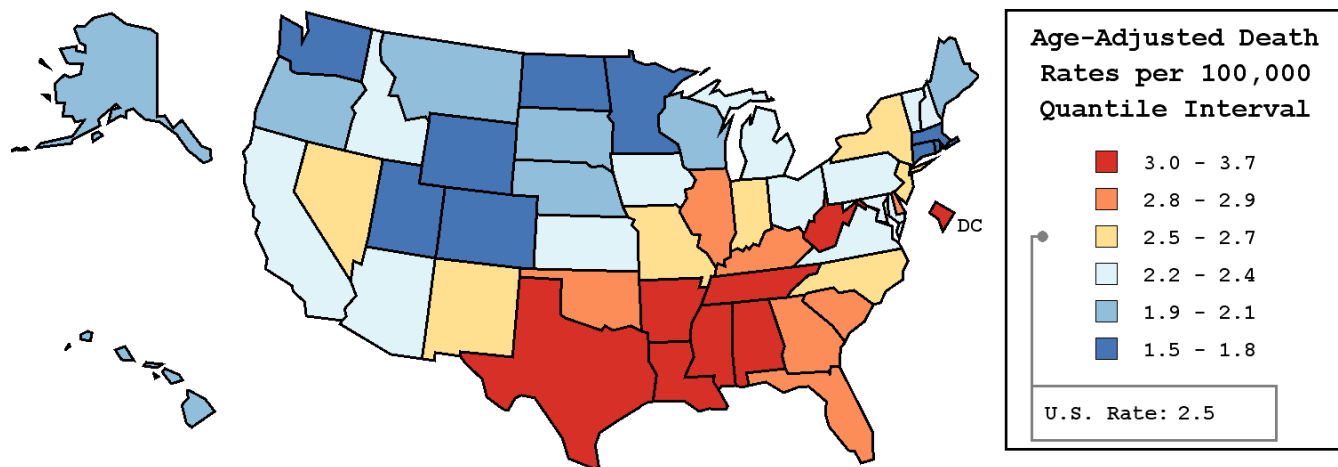 Age-Adjusted Death
Rates per 100,000
Quantile Interval
3.0 - 3.7
2.8 - 2.9
DC
2.5 - 2.7
2.2 - 2.4
1.9 - 2.1
1.5 - 1.8
U.S. Rate: 2.5